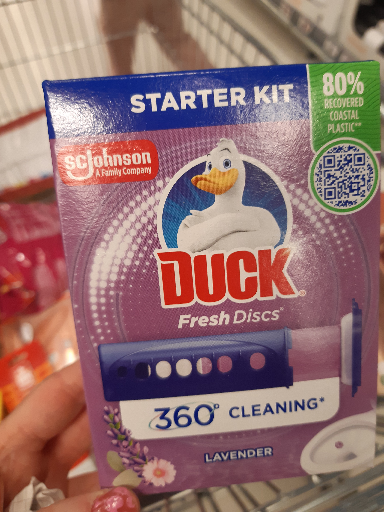 STARTER KIT
80%
RECOVERED
COASTAL
PLASTIC
SC Johnson
A Family Company
DUCK
Fresh Discs®
360° CLEANING*
LAVENDER